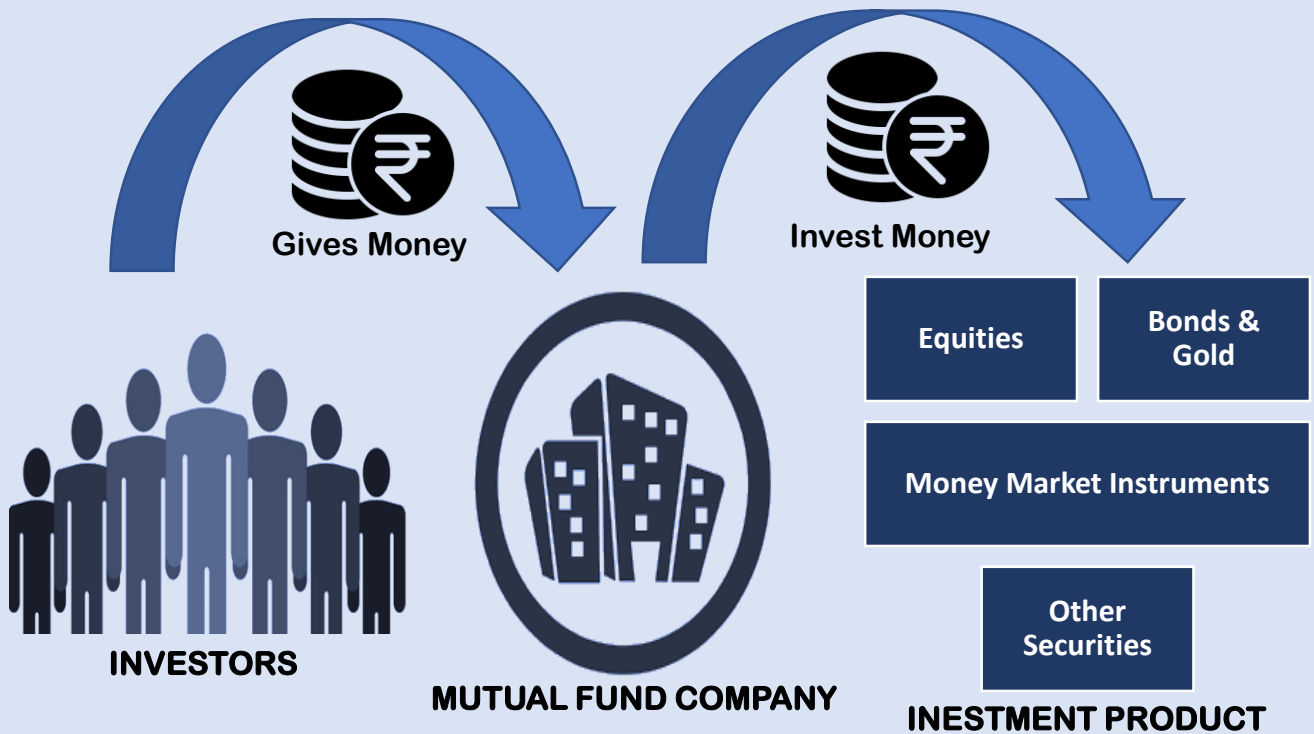 ₹
Gives Money
₹
Invest Money
INVESTORS
MUTUAL FUND COMPANY
Equities
Bonds &
Gold
Money Market Instruments
Other
Securities
INESTMENT PRODUCT